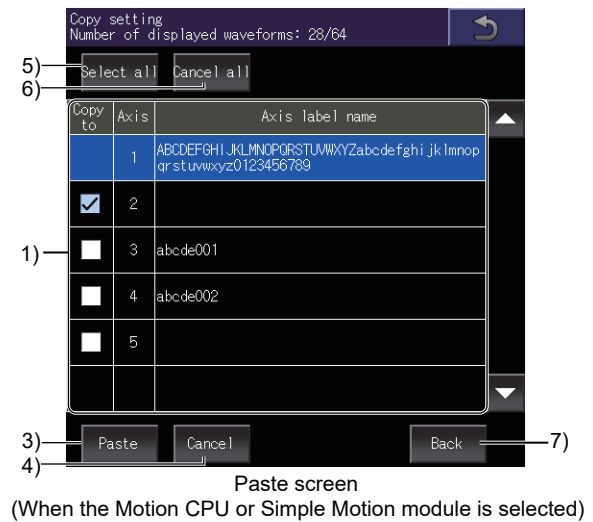 Copy setting
Number of displayed waveforms: 28/64
5)
Select all
Cancel all
6)
Copy to
Axis
Axis label name
1
ABCDEFGHIJKLMNOPQRSTUVWXYZabcdefghijklmnop
qrstuvwxyz0123456789
2
1)
3
abcde001
4
abcde002
5
3)
Paste
Cancel
Back
7)
4)
Paste screen
(When the Motion CPU or Simple Motion module is selected)